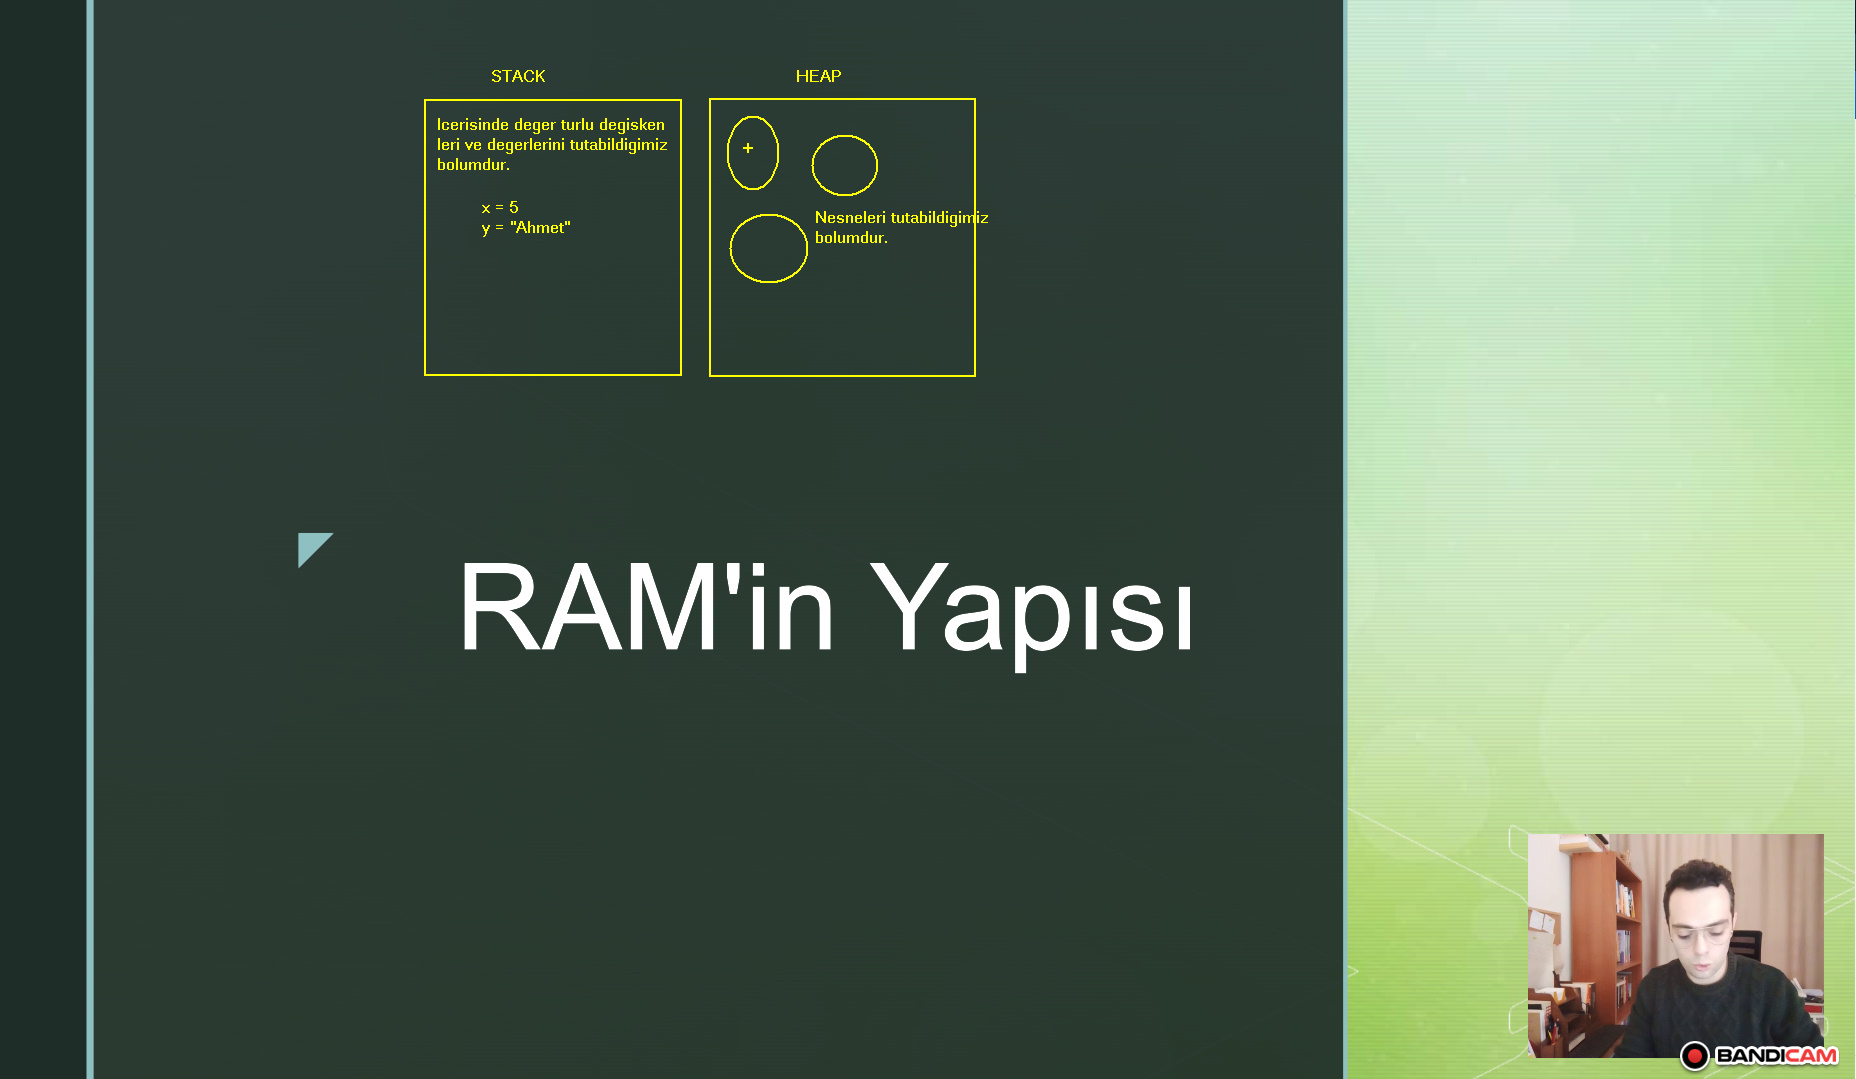 STACK
HEAP
Icerisinde deger turlu degisken
leri ve degerlerini tutabildigimiz
bolumdur.
x = 5
y = "Ahmet"
+
Nesneleri tutabildigimiz
bolumdur.
RAM'in Yapısı
BANDICAM